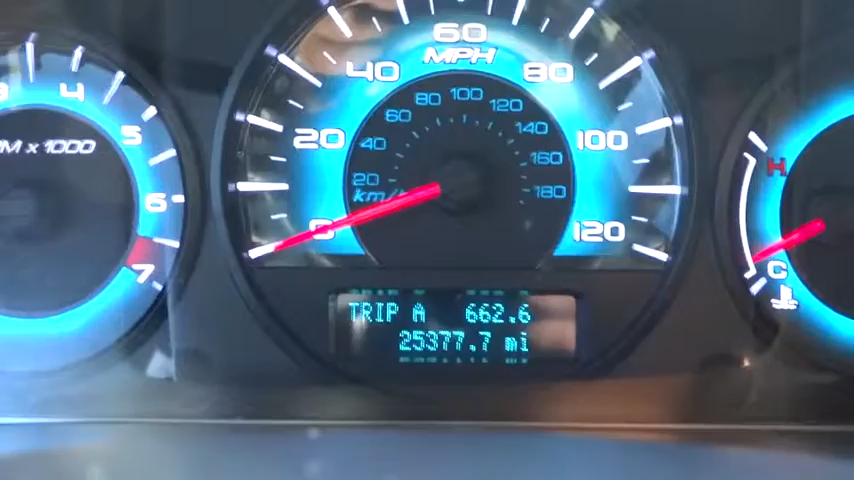 60
MPH
40 80
20 100
0 120
100
80 120
60 140
40 160
20 180
km/h
4
5
6
7
M x 1000
H
C
TRIP A 662.6
25377.7 mi